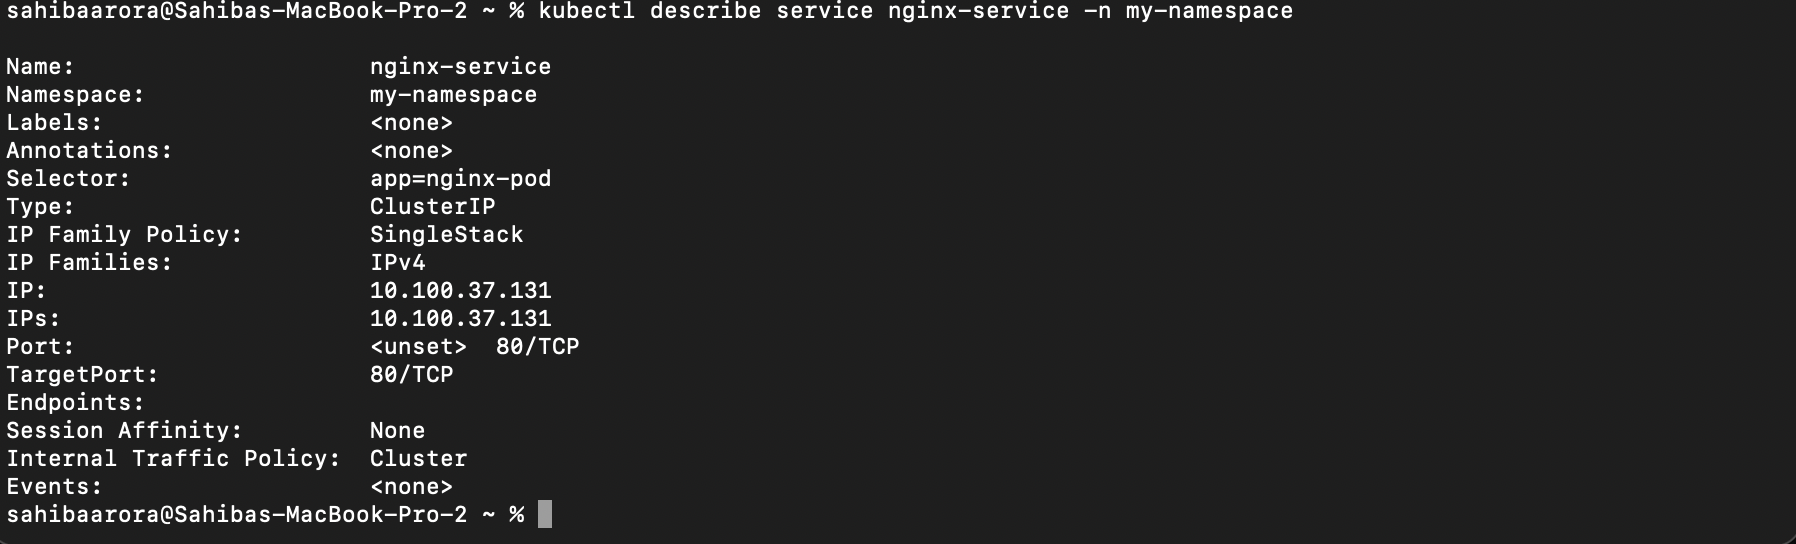 sahibaarora@Sahibas-MacBook-Pro-2 ~ % kubectl describe service nginx-service -n my-namespace
Name: nginx-service
Namespace: my-namespace
Labels: <none>
Annotations: <none>
Selector: app=nginx-pod
Type: ClusterIP
IP Family Policy: SingleStack
IP Families: IPv4
IP: 10.100.37.131
IPs: 10.100.37.131
Port: <unset>  80/TCP
TargetPort: 80/TCP
Endpoints:
Session Affinity: None
Internal Traffic Policy: Cluster
Events: <none>
sahibaarora@Sahibas-MacBook-Pro-2 ~ %